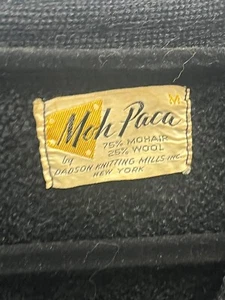 M
Moh Paca
75% MOHAIR
25% WOOL
by
DADSON KNITTING MILLS INC.
NEW YORK